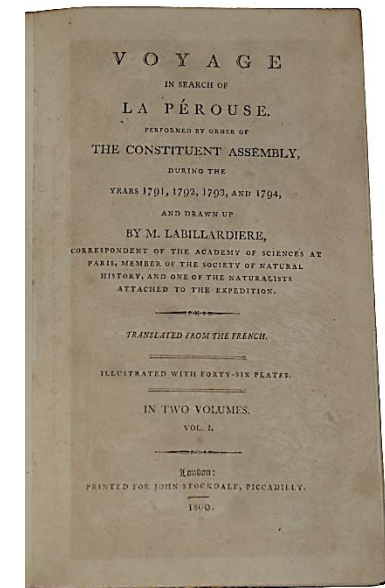 VOYAGE
IN SEARCH OF
LA PÉROUSE.
PERFORMED BY ORDER OF
THE CONSTITUENT ASSEMBLY,
DURING THE
YEARS 1791, 1792, 1793, AND 1794,
AND DRAWN UP
BY M. LABILLARDIERE,
CORRESPONDENT OF THE ACADEMY OF SCIENCES AT
PARIS, MEMBER OF THE SOCIETY OF NATURAL
HISTORY, AND ONE OF THE NATURALISTS
ATTACHED TO THE EXPEDITION.
TRANSLATED FROM THE FRENCH.
ILLUSTRATED WITH FORTY-SIX PLATES.
IN TWO VOLUMES.
VOL. I.
London:
PRINTED FOR JOHN STOCKDALE, PICCADILLY.
1800.